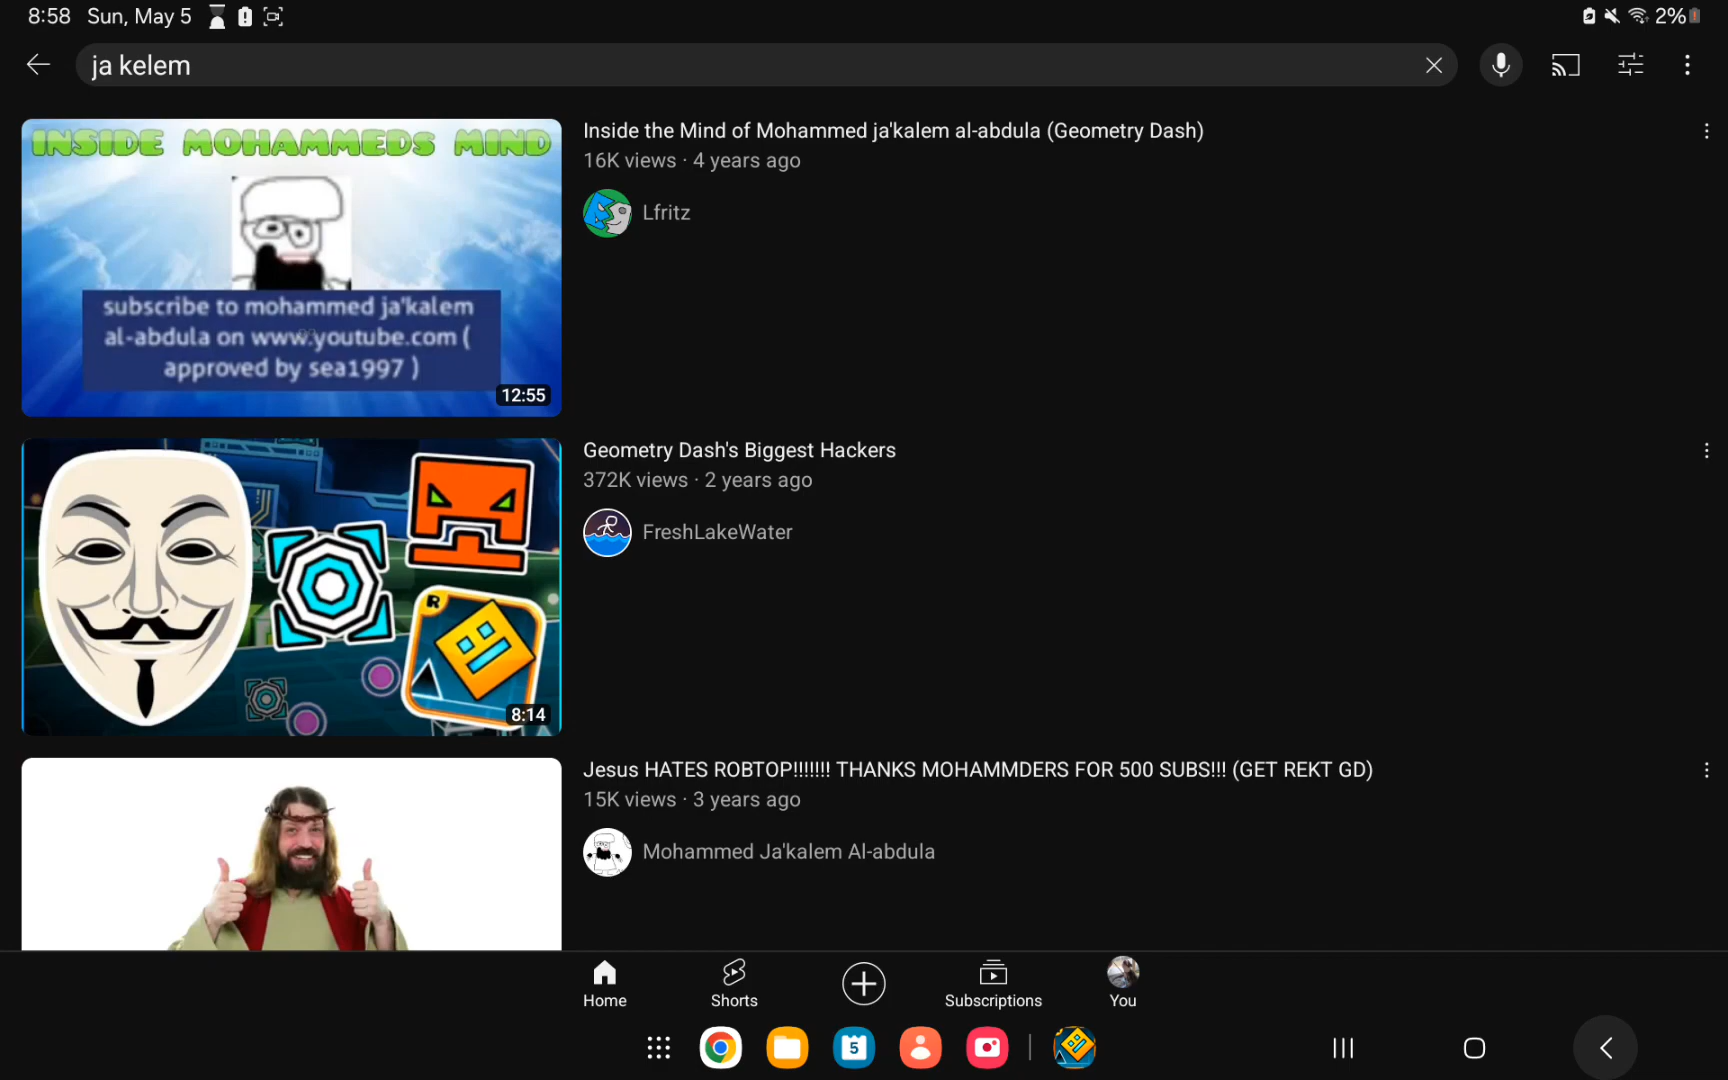 8:58 Sun, May 5
2%
ja kelem
INSIDE MOHAMMEDS MIND
subscribe to mohammed ja'kalem
al-abdula on www.youtube.com (
approved by sea1997 )
12:55
Inside the Mind of Mohammed ja'kalem al-abdula (Geometry Dash)
16K views · 4 years ago
Lfritz
R
8:14
Geometry Dash's Biggest Hackers
372K views · 2 years ago
FreshLakeWater
Jesus HATES ROBTOP!!!!!!! THANKS MOHAMMDERS FOR 500 SUBS!!! (GET REKT GD)
15K views · 3 years ago
Mohammed Ja'kalem Al-abdula
Home
Shorts
Subscriptions
You
5